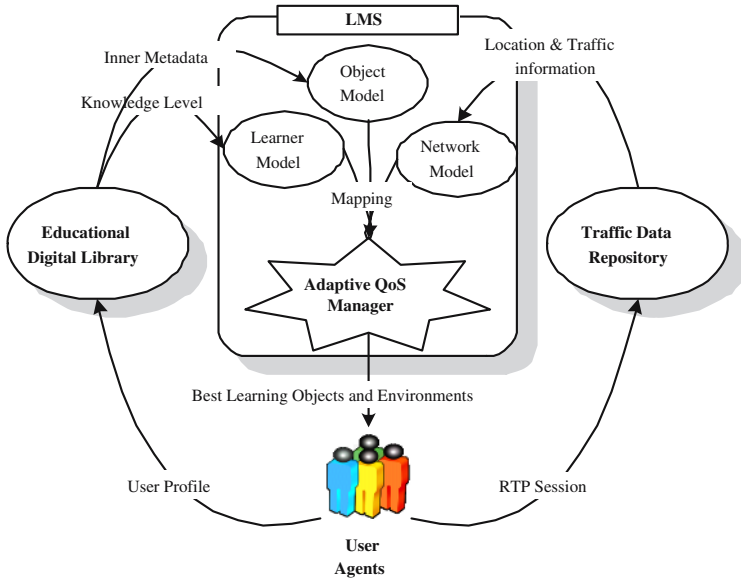 LMS
Inner Metadata
Location & Traffic
information
Object
Model
Knowledge Level
Learner
Model
Network
Model
Mapping
Educational
Digital Library
Traffic Data
Repository
Adaptive QoS
Manager
Best Learning Objects and Environments
User Profile
RTP Session
User
Agents